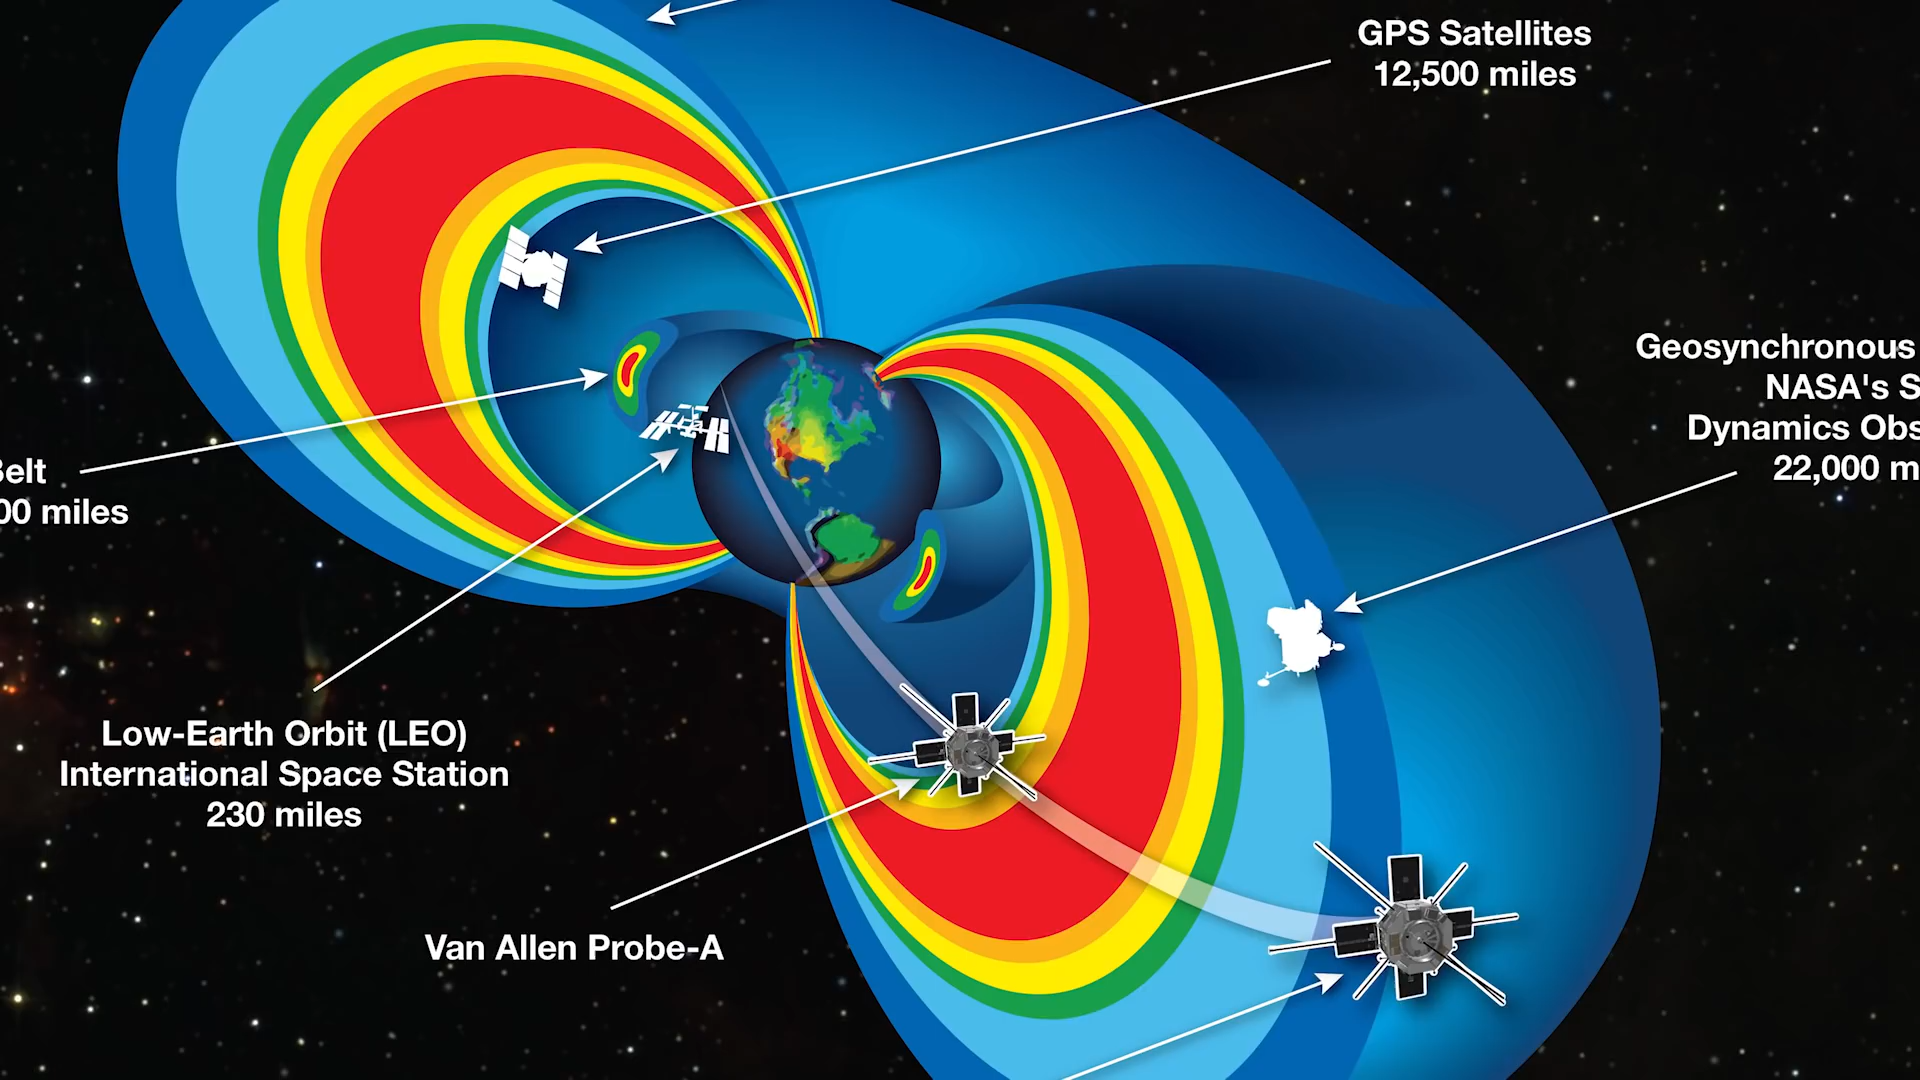 GPS Satellites
12,500 miles
Geosynchronous
NASA's S
Dynamics Obs
22,000 m
Belt
00 miles
Low-Earth Orbit (LEO)
International Space Station
230 miles
Van Allen Probe-A